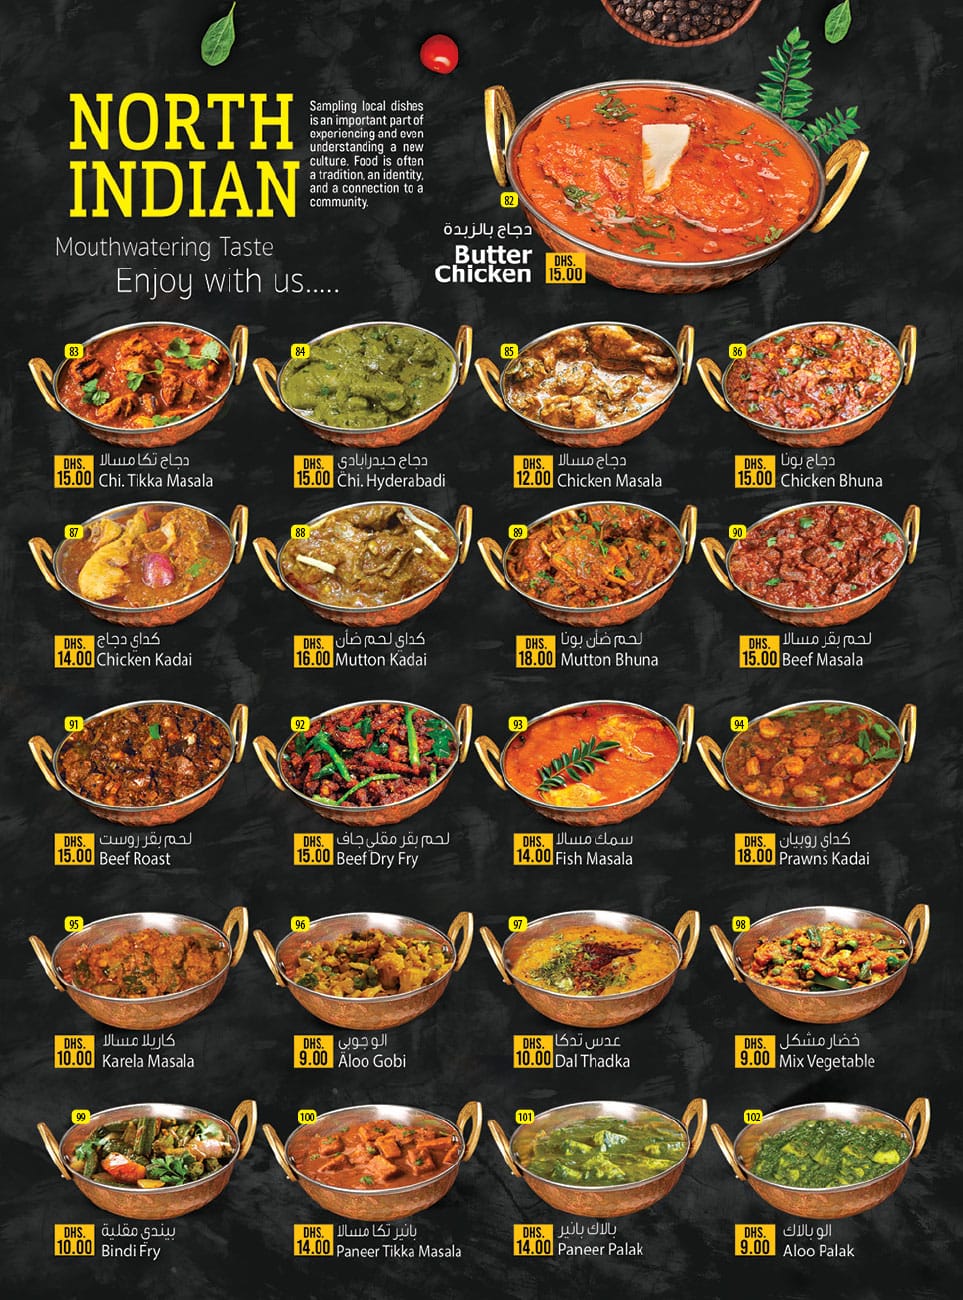 NORTH
INDIAN
Sampling local dishes
is an important part of
experiencing and even
understanding a new
culture. Food is often
a tradition, an identity,
and a connection to a
community.
Mouthwatering Taste
Enjoy with us.....
82
دجاج بالزبدة
Butter
Chicken
DHS.
15.00
83
DHS.
15.00
دجاج تكا مسالا
Chi. Tikka Masala
84
DHS.
15.00
دجاج حيدرابادي
Chi. Hyderabadi
85
DHS.
12.00
دجاج مسالا
Chicken Masala
86
DHS.
15.00
دجاج بونا
Chicken Bhuna
87
DHS.
14.00
كداي دجاج
Chicken Kadai
88
DHS.
16.00
كداي لحم ضأن
Mutton Kadai
89
DHS.
18.00
لحم ضأن بونا
Mutton Bhuna
90
DHS.
15.00
لحم بقر مسالا
Beef Masala
91
DHS.
15.00
لحم بقر روست
Beef Roast
92
DHS.
15.00
لحم بقر مقلي جاف
Beef Dry Fry
93
DHS.
14.00
سمك مسالا
Fish Masala
94
DHS.
18.00
كداي روبيان
Prawns Kadai
95
DHS.
10.00
كاريلا مسالا
Karela Masala
96
DHS.
9.00
الو جوبي
Aloo Gobi
97
DHS.
10.00
عدس تدكا
Dal Thadka
98
DHS.
9.00
خضار مشكل
Mix Vegetable
99
DHS.
10.00
بيندي مقلية
Bindi Fry
100
DHS.
14.00
بانير تكا مسالا
Paneer Tikka Masala
101
DHS.
14.00
بالاك بانير
Paneer Palak
102
DHS.
9.00
الو بالاك
Aloo Palak